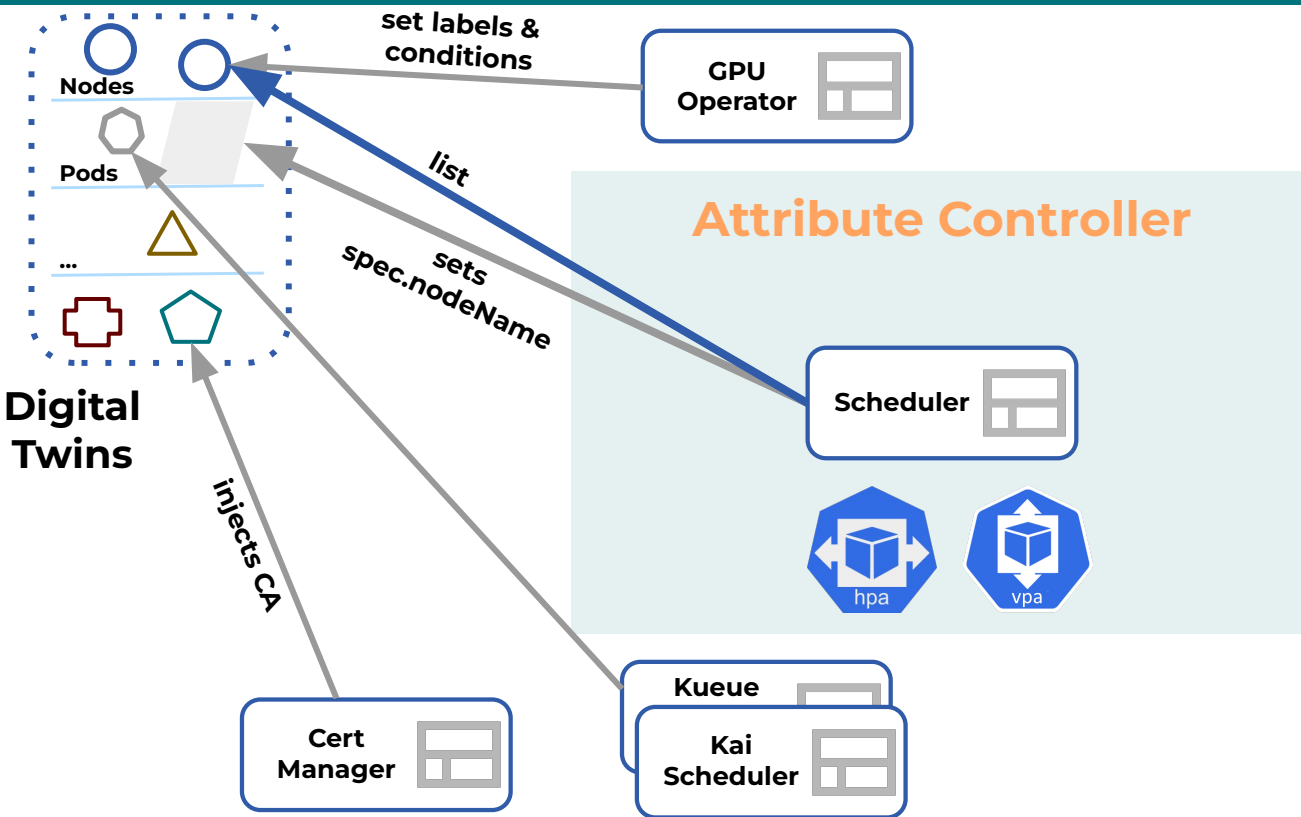 set labels &
conditions
GPU
Operator
Nodes
Pods
...
list
sets
spec.nodeName
Attribute Controller
Scheduler
Digital
Twins
injects CA
hpa
vpa
Cert
Manager
Kueue
Kai
Scheduler